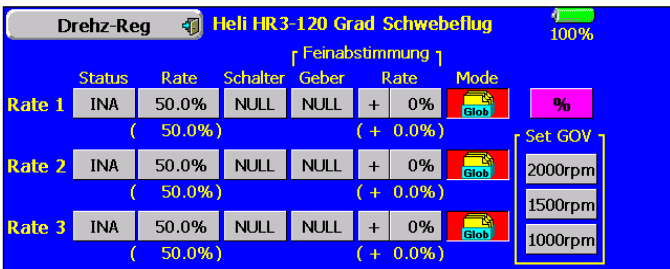 Drehz-Reg Heli HR3-120 Grad Schwebeflug 100%
Feinabstimmung
Status Rate Schalter Geber Rate Mode
Rate 1 INA 50.0% NULL NULL + 0% Glob %
( 50.0%) ( + 0.0%) Set GOV
Rate 2 INA 50.0% NULL NULL + 0% Glob 2000rpm
( 50.0%) ( + 0.0%)
1500rpm
Rate 3 INA 50.0% NULL NULL + 0% Glob 1000rpm
( 50.0%) ( + 0.0%)